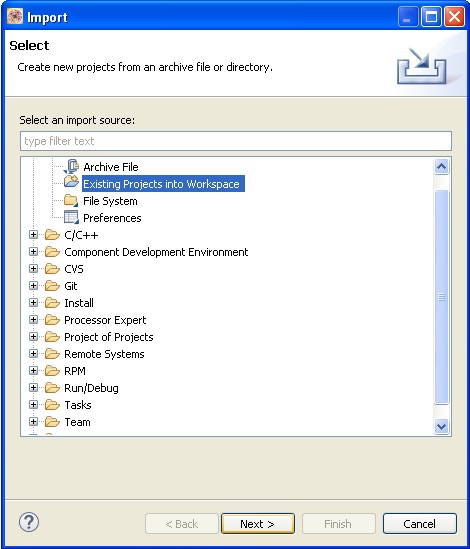 Import
Select
Create new projects from an archive file or directory.
Select an import source:
type filter text
Archive File
Existing Projects into Workspace
File System
Preferences
C/C++
Component Development Environment
CVS
Git
Install
Processor Expert
Project of Projects
Remote Systems
RPM
Run/Debug
Tasks
Team
?
< Back
Next >
Finish
Cancel